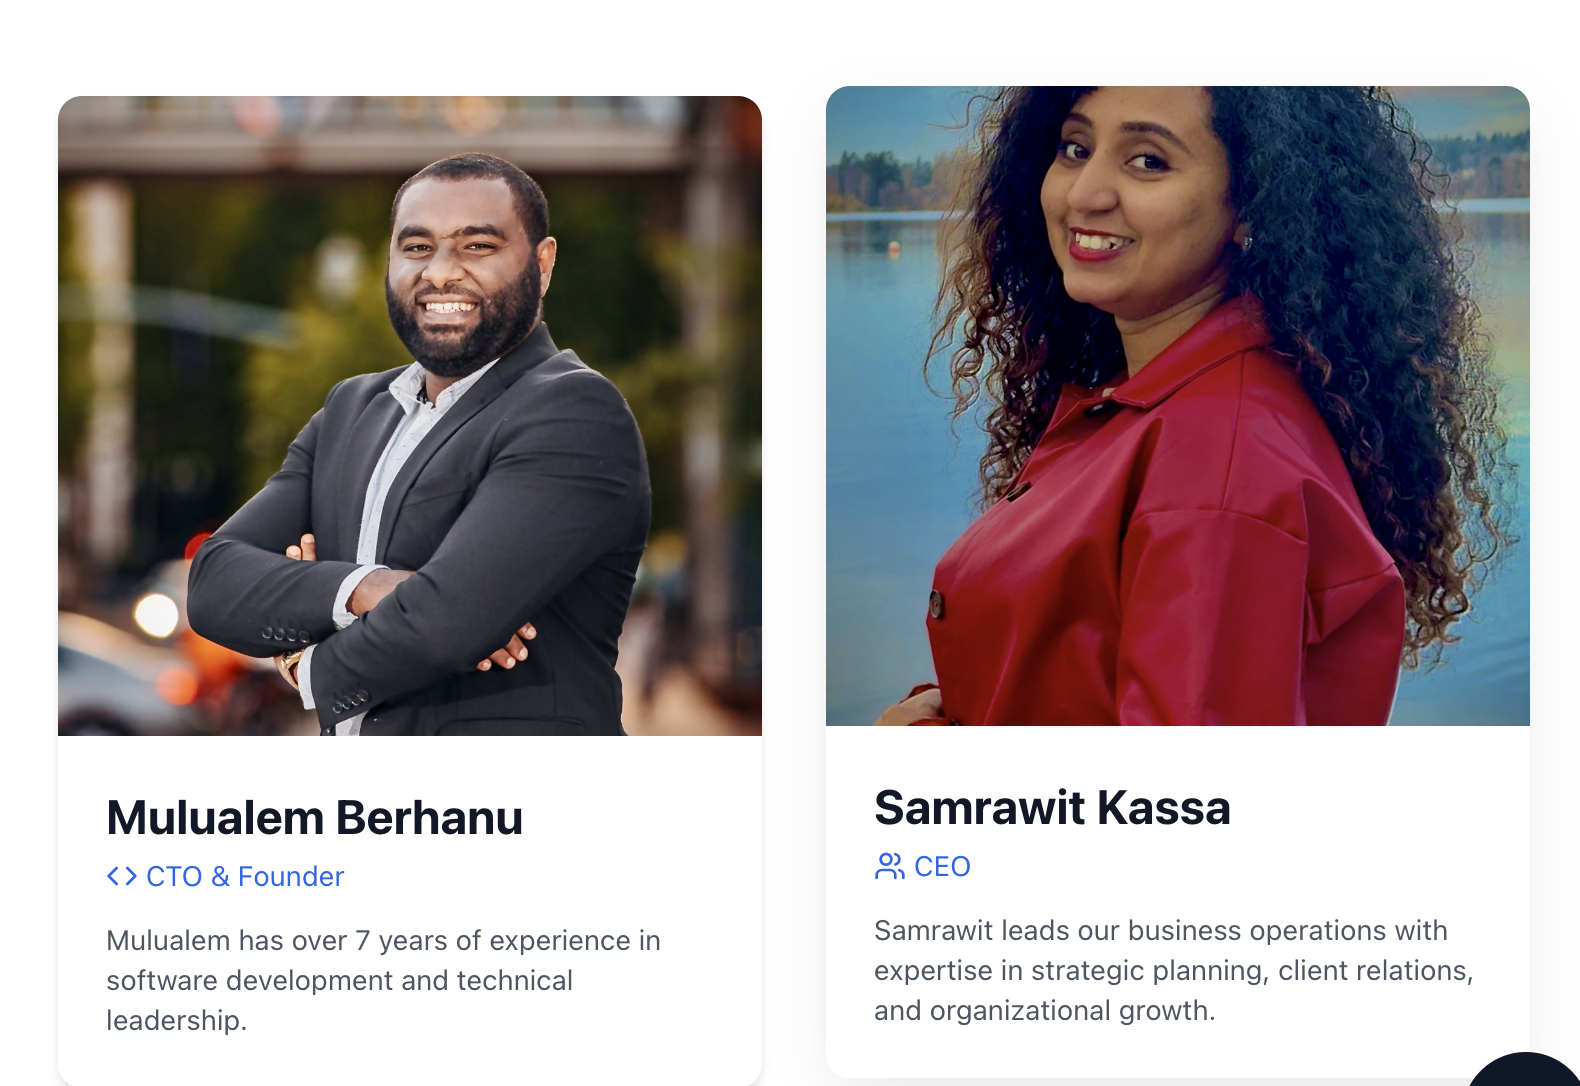 Mulualem Berhanu
CTO & Founder
Mulualem has over 7 years of experience in
software development and technical
leadership.
Samrawit Kassa
CEO
Samrawit leads our business operations with
expertise in strategic planning, client relations,
and organizational growth.